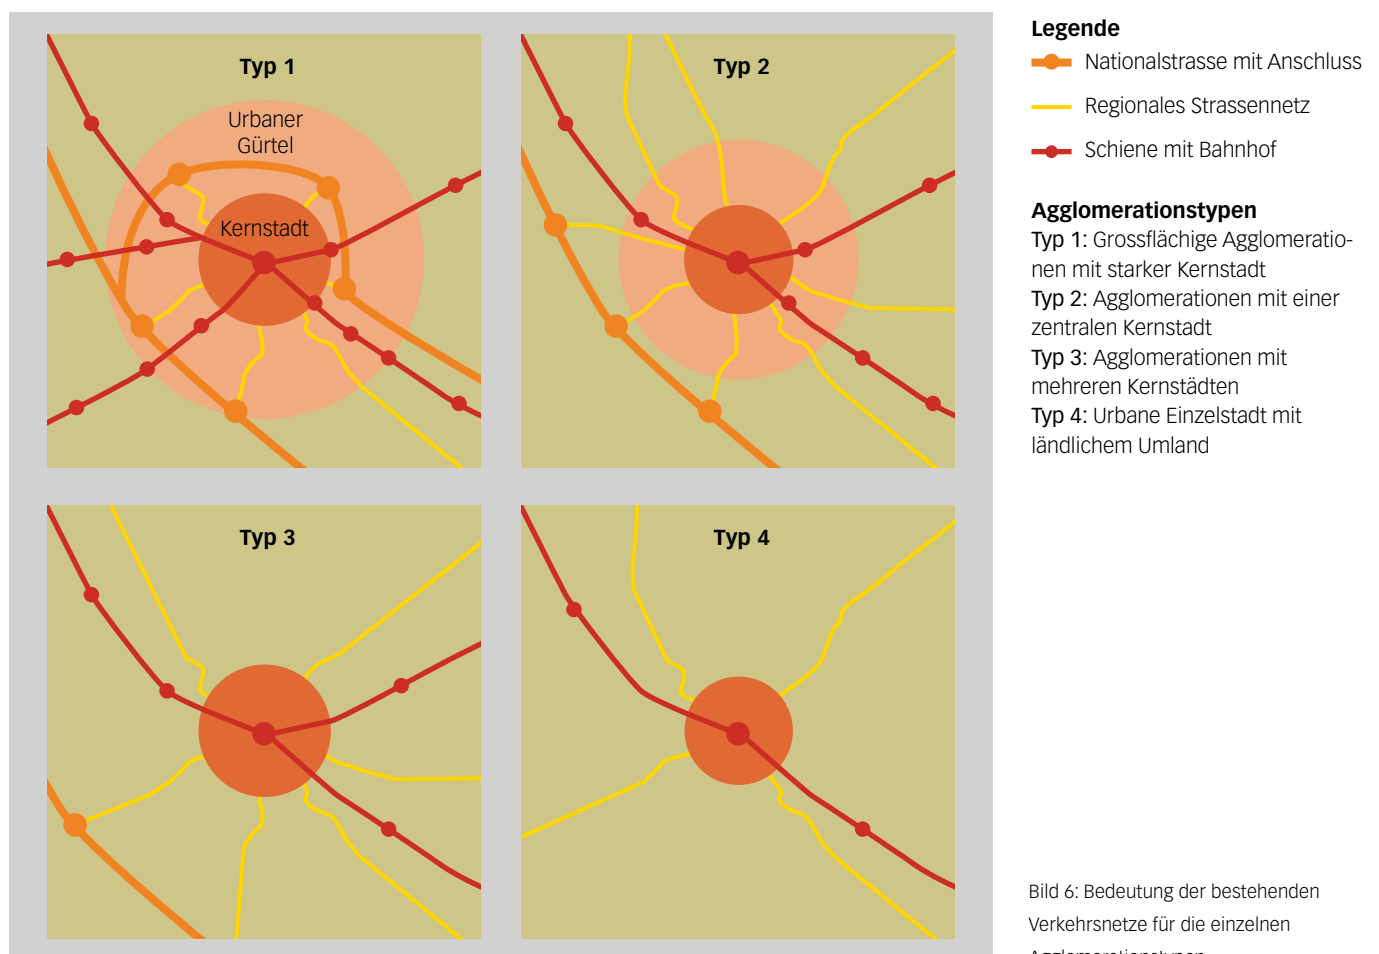 Typ 1
Urbaner
Gürtel
Kernstadt
Typ 2
Typ 3
Typ 4
Legende
Nationalstrasse mit Anschluss
Regionales Strassennetz
Schiene mit Bahnhof
Agglomerationstypen
Typ 1: Grossflächige Agglomeratio-
nen mit starker Kernstadt
Typ 2: Agglomerationen mit einer
zentralen Kernstadt
Typ 3: Agglomerationen mit
mehreren Kernstädten
Typ 4: Urbane Einzelstadt mit
ländlichem Umland
Bild 6: Bedeutung der bestehenden
Verkehrsnetze für die einzelnen
Agglomerationstypen